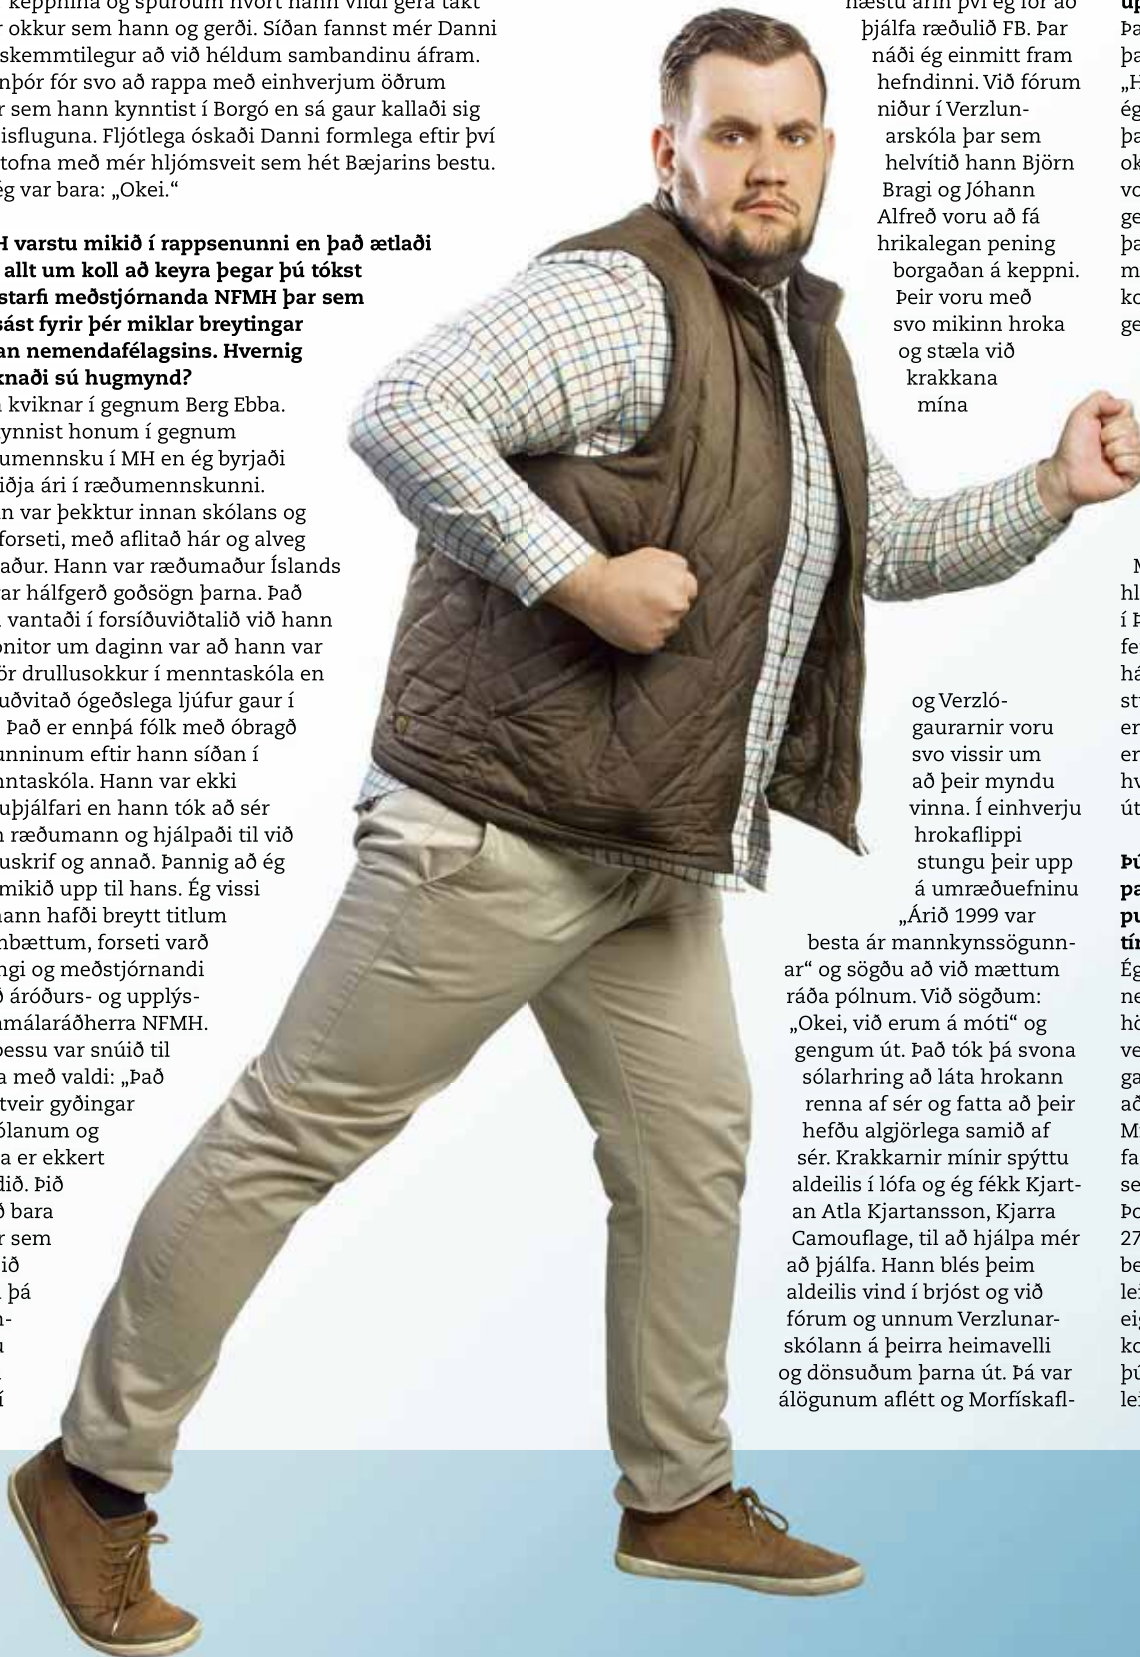 keppnina og spurðum hvort hann vildi gera takt
okkur sem hann og gerði. Síðan fannst mér Danni
skemmtilegur að við héldum sambandinu áfram.
nþór fór svo að rappa með einhverjum öðrum
sem hann kynntist í Borgó en sá gaur kallaði sig
isfluguna. Fljótlega óskaði Danni formlega eftir því
tofna með mér hljómsveit sem hét Bæjarins bestu.
ég var bara: „Okei.“
H varstu mikið í rappsenunni en það ætlaði
allt um koll að keyra þegar þú tókst
starfi meðstjórnanda NFMH þar sem
sást fyrir þér miklar breytingar
an nemendafélagsins. Hvernig
knaði sú hugmynd?
kviknar í gegnum Berg Ebba.
ynnist honum í gegnum
umennsku í MH en ég byrjaði
iðja ári í ræðumennskunni.
n var þekktur innan skólans og
forseti, með aflitað hár og alveg
aður. Hann var ræðumaður Íslands
ar hálfgerð goðsögn þarna. Það
vantaði í forsíðuviðtalið við hann
onitor um daginn var að hann var
ör drullusokkur í menntaskóla en
uðvitað ógeðslega ljúfur gaur í
Það er ennþá fólk með óbragð
unninum eftir hann síðan í
nntaskóla. Hann var ekki
uþjálfari en hann tók að sér
n ræðumann og hjálpaði til við
uskrif og annað. Þannig að ég
mikið upp til hans. Ég vissi
hann hafði breytt titlum
mbættum, forseti varð
ngi og meðstjórnandi
ð áróðurs- og upplýs-
amálaráðherra NFMH.
þessu var snúið til
a með valdi: „Það
tveir gyðingar
ólanum og
a er ekkert
dið. Þið
ð bara
r sem
ið
þá
n-
u
í
næstu árin því ég fór að
þjálfa ræðulið FB. Þar
náði ég einmitt fram
hefndinni. Við fórum
niður í Verzlun-
arskóla þar sem
helvítið hann Björn
Bragi og Jóhann
Alfreð voru að fá
hrikalegan pening
borgaðan á keppni.
Þeir voru með
svo mikinn hroka
og stæla við
krakkana
mína
og Verzló-
gaurarnir voru
svo vissir um
að þeir myndu
vinna. Í einhverju
hrokaflippi
stungu þeir upp
á umræðuefninu
„Árið 1999 var
besta ár mannkynssögunn-
ar“ og sögðu að við mættum
ráða pólnum. Við sögðum:
„Okei, við erum á móti“ og
gengum út. Það tók þá svona
sólarhring að láta hrokann
renna af sér og fatta að þeir
hefðu algjörlega samið af
sér. Krakkarnir mínir spýttu
aldeilis í lófa og ég fékk Kjart-
an Atla Kjartansson, Kjarra
Camouflage, til að hjálpa mér
að þjálfa. Hann blés þeim
aldeilis vind í brjóst og við
fórum og unnum Verzlunar-
skólann á þeirra heimavelli
og dönsuðum þarna út. Þá var
álögunum aflétt og Morfískafl-